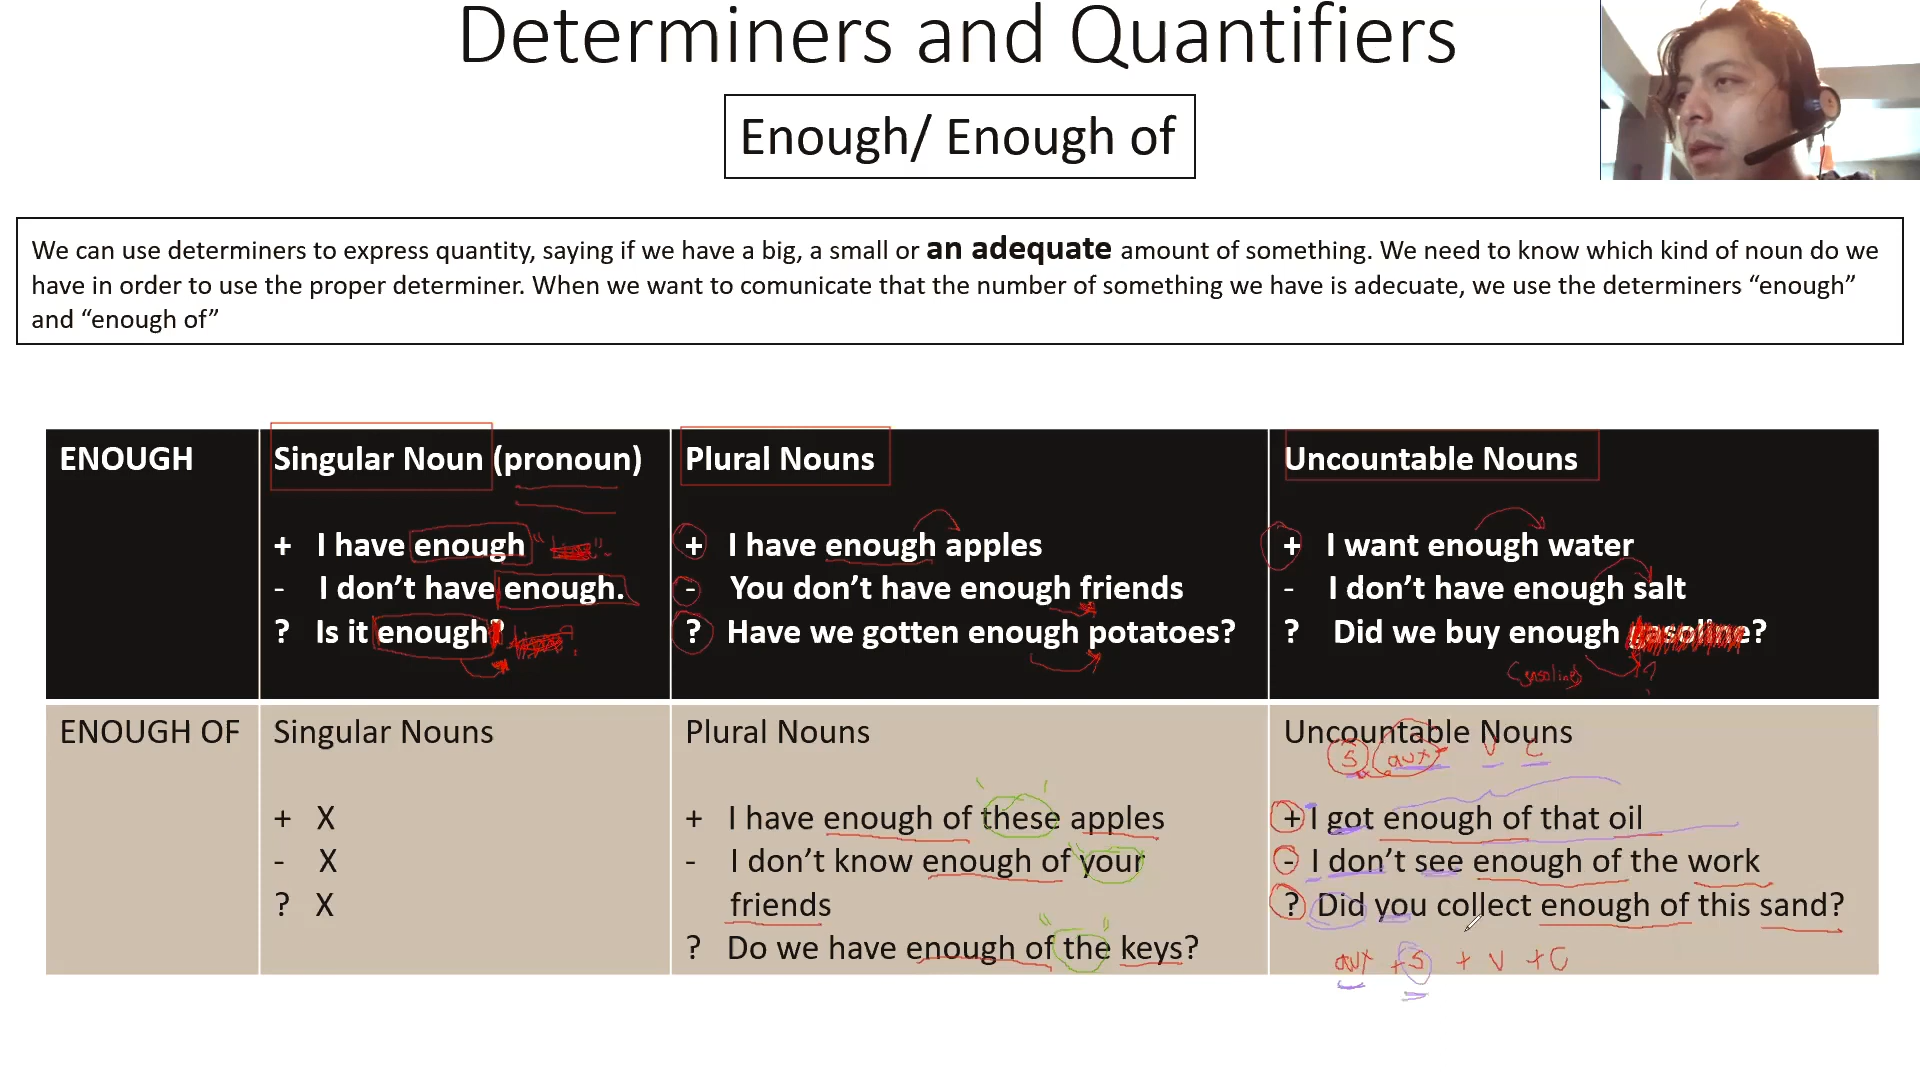 Determiners and Quantifiers
Enough/ Enough of
We can use determiners to express quantity, saying if we have a big, a small or an adequate amount of something. We need to know which kind of noun do we
have in order to use the proper determiner. When we want to comunicate that the number of something we have is adecuate, we use the determiners “enough”
and “enough of”
ENOUGH
Singular Noun (pronoun)
+ I have enough
- I don’t have enough.
? Is it enough?
Plural Nouns
+ I have enough apples
- You don’t have enough friends
? Have we gotten enough potatoes?
Uncountable Nouns
+ I want enough water
- I don’t have enough salt
? Did we buy enough gasoline?
(gasoline) ?
ENOUGH OF
Singular Nouns
+ X
- X
? X
Plural Nouns
+ I have enough of these apples
- I don’t know enough of your
friends
? Do we have enough of the keys?
Uncountable Nouns
S aux V C
+ I got enough of that oil
- I don’t see enough of the work
? Did you collect enough of this sand?
aux + S + V + C